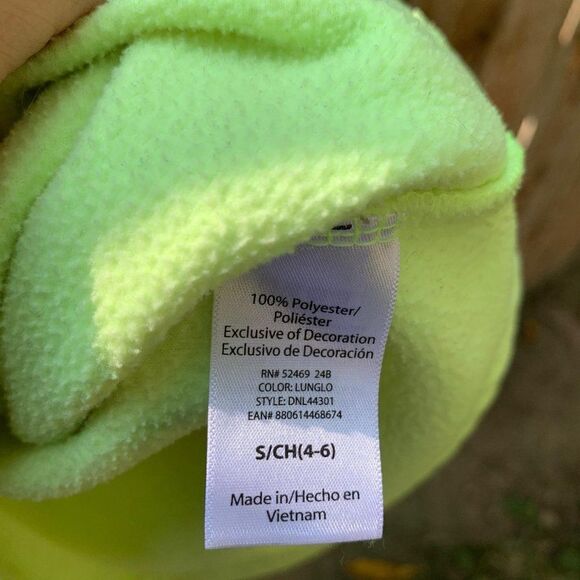 100% Polyester/
Poliéster
Exclusive of Decoration
Exclusivo de Decoración
RN# 52469 24B
COLOR: LUNGLO
STYLE: DNL44301
EAN# 880614468674
S/CH(4-6)
Made in/Hecho en
Vietnam